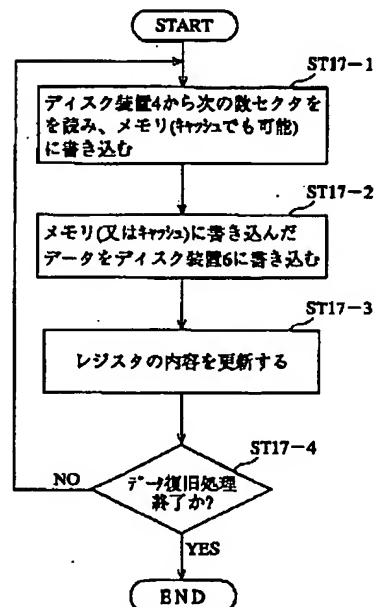 START
ST17-1
ディスク装置4から次の数セクタを
を読み、メモリ(キャッシュでも可能)
に書き込む
ST17-2
メモリ(又はキャッシュ)に書き込んだ
データをディスク装置6に書き込む
ST17-3
レジスタの内容を更新する
ST17-4
NO
データ復旧処理
終了か?
YES
END